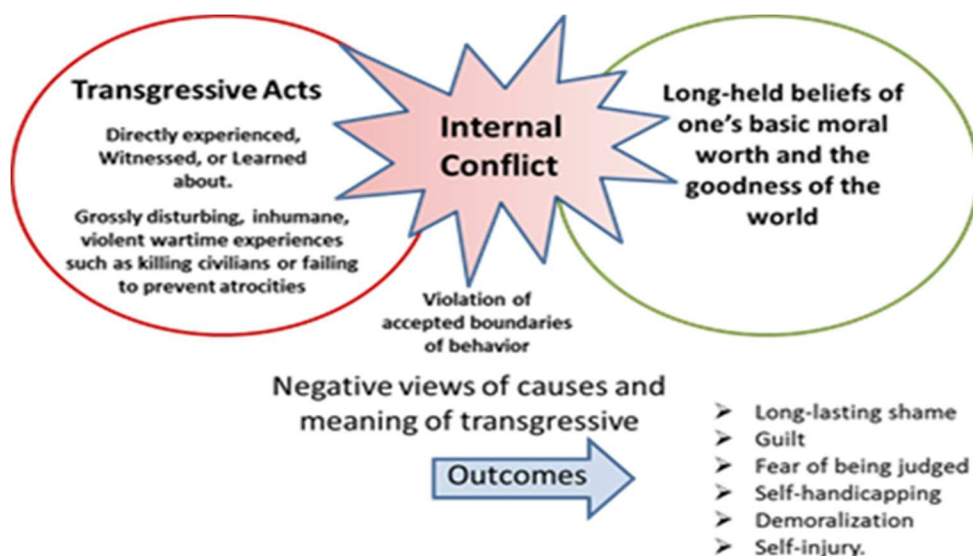 Transgressive Acts
Directly experienced,
Witnessed, or Learned
about.
Grossly disturbing, inhumane,
violent wartime experiences
such as killing civilians or failing
to prevent atrocities
Internal
Conflict
Long-held beliefs of
one's basic moral
worth and the
goodness of the
world
Violation of
accepted boundaries
of behavior
Negative views of causes and
meaning of transgressive
Outcomes
➤ Long-lasting shame
➤ Guilt
➤ Fear of being judged
➤ Self-handicapping
➤ Demoralization
➤ Self-injury.